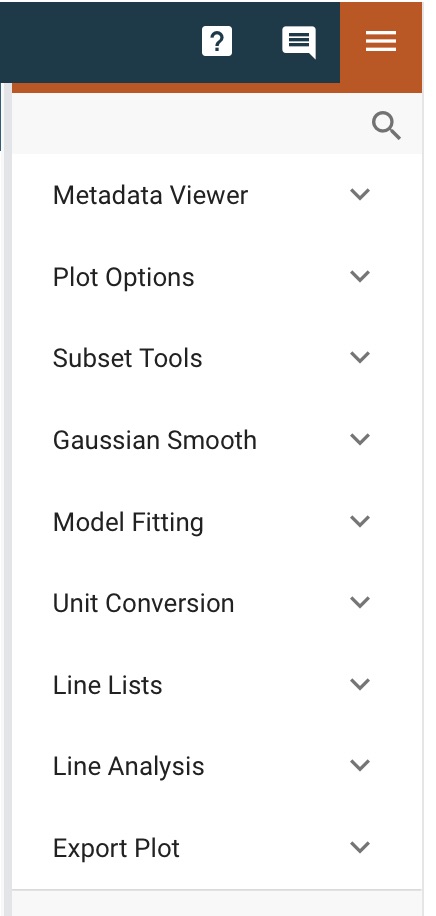 ?
Metadata Viewer
Plot Options
Subset Tools
Gaussian Smooth
Model Fitting
Unit Conversion
Line Lists
Line Analysis
Export Plot